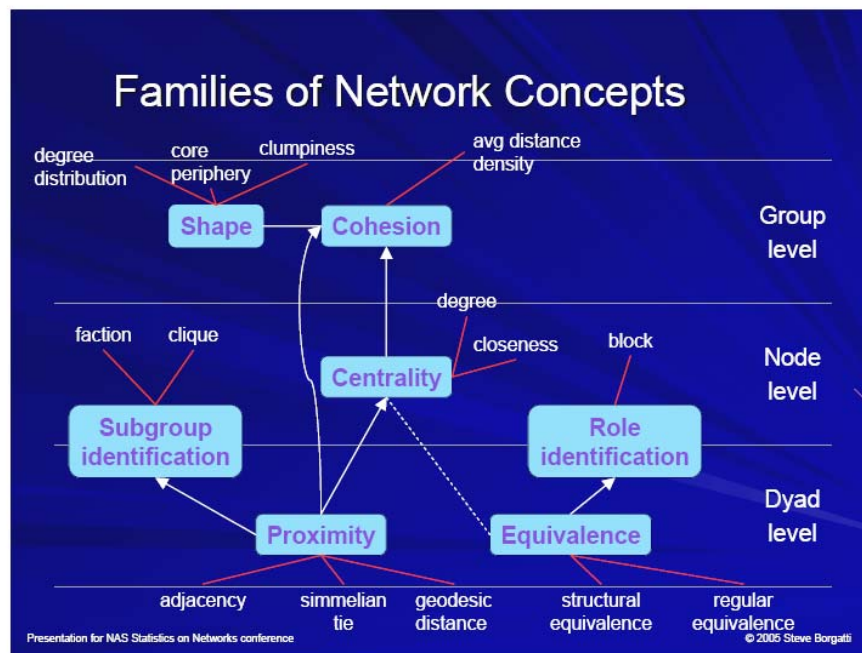 Families of Network Concepts
degree
distribution
core
periphery
clumpiness
avg distance
density
Shape
Cohesion
Group
level
faction
clique
degree
closeness
block
Centrality
Node
level
Subgroup
identification
Role
identification
Dyad
level
Proximity
Equivalence
adjacency
simmelian
tie
geodesic
distance
structural
equivalence
regular
equivalence
Presentation for NAS Statistics on Networks conference
© 2005 Steve Borgatti